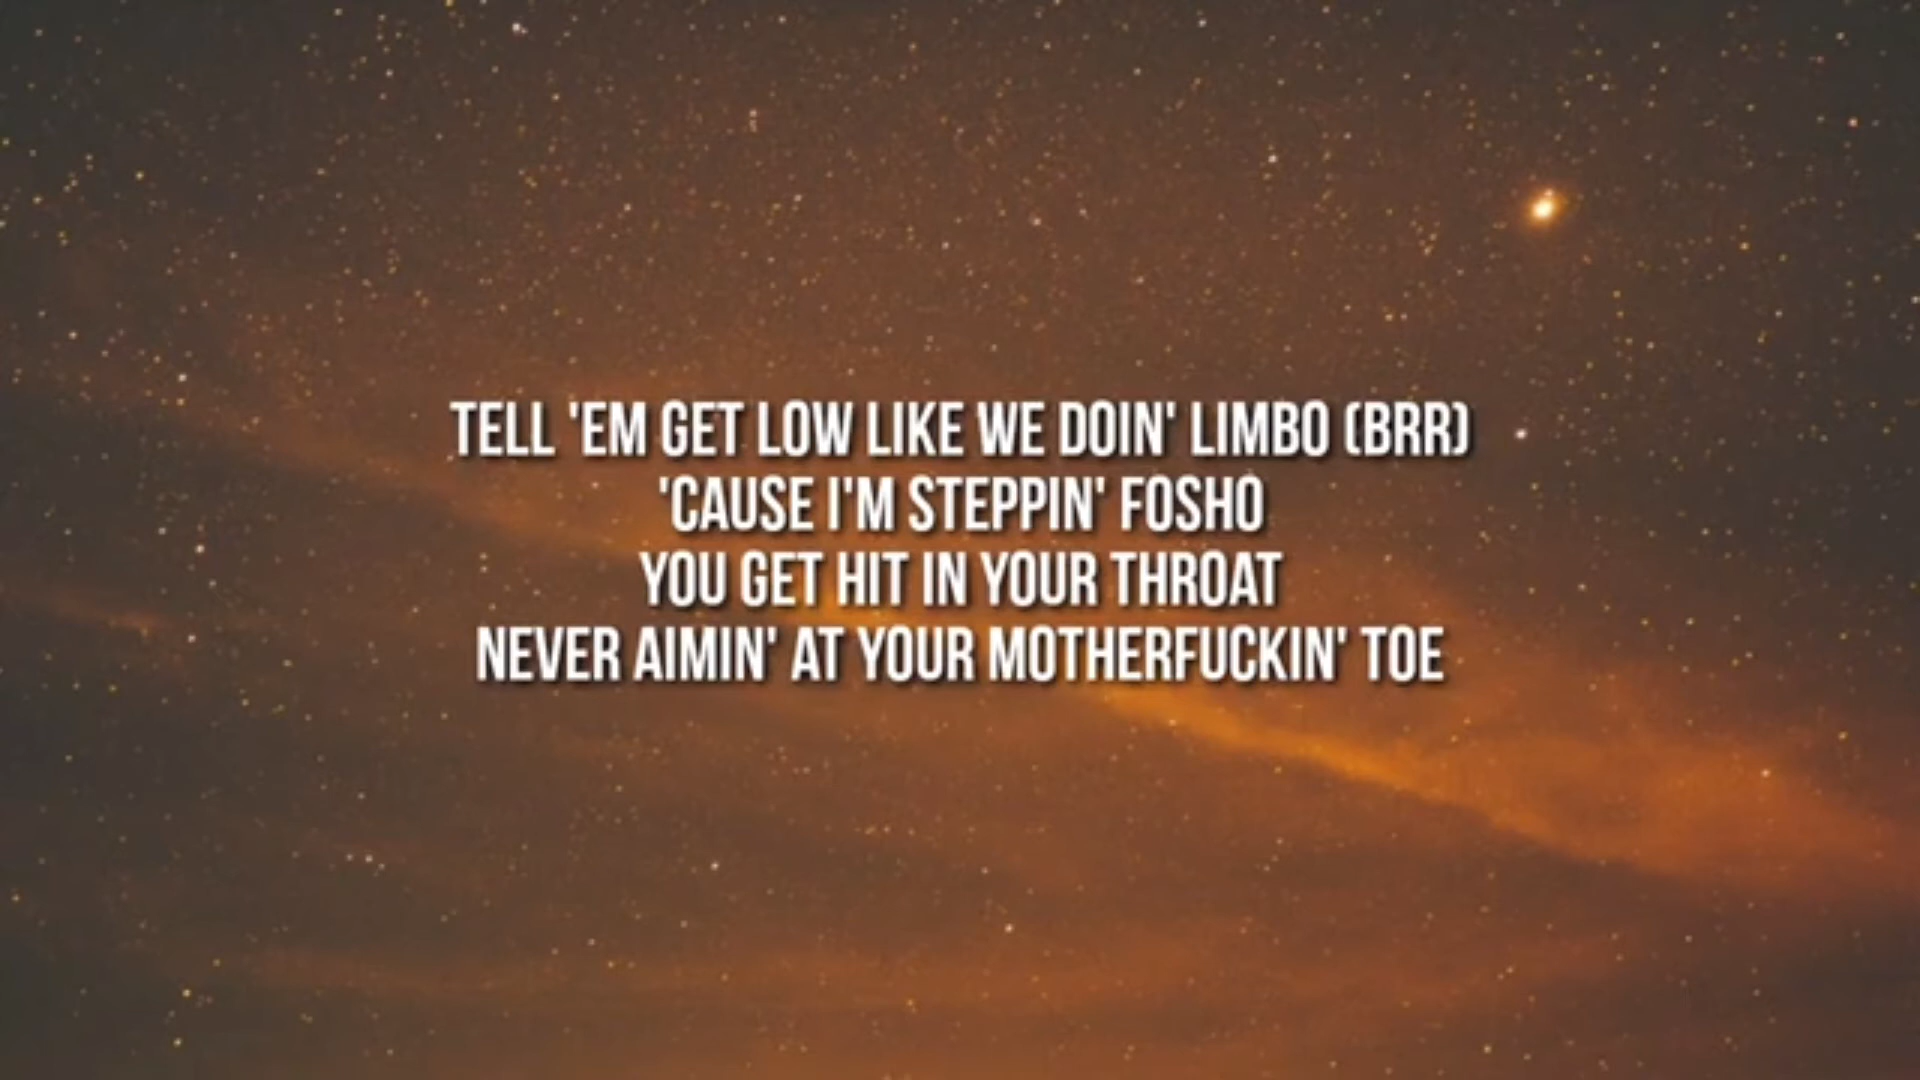 TELL 'EM GET LOW LIKE WE DOIN' LIMBO (BRR)
'CAUSE I'M STEPPIN' FOSHO
YOU GET HIT IN YOUR THROAT
NEVER AIMIN' AT YOUR MOTHERFUCKIN' TOE